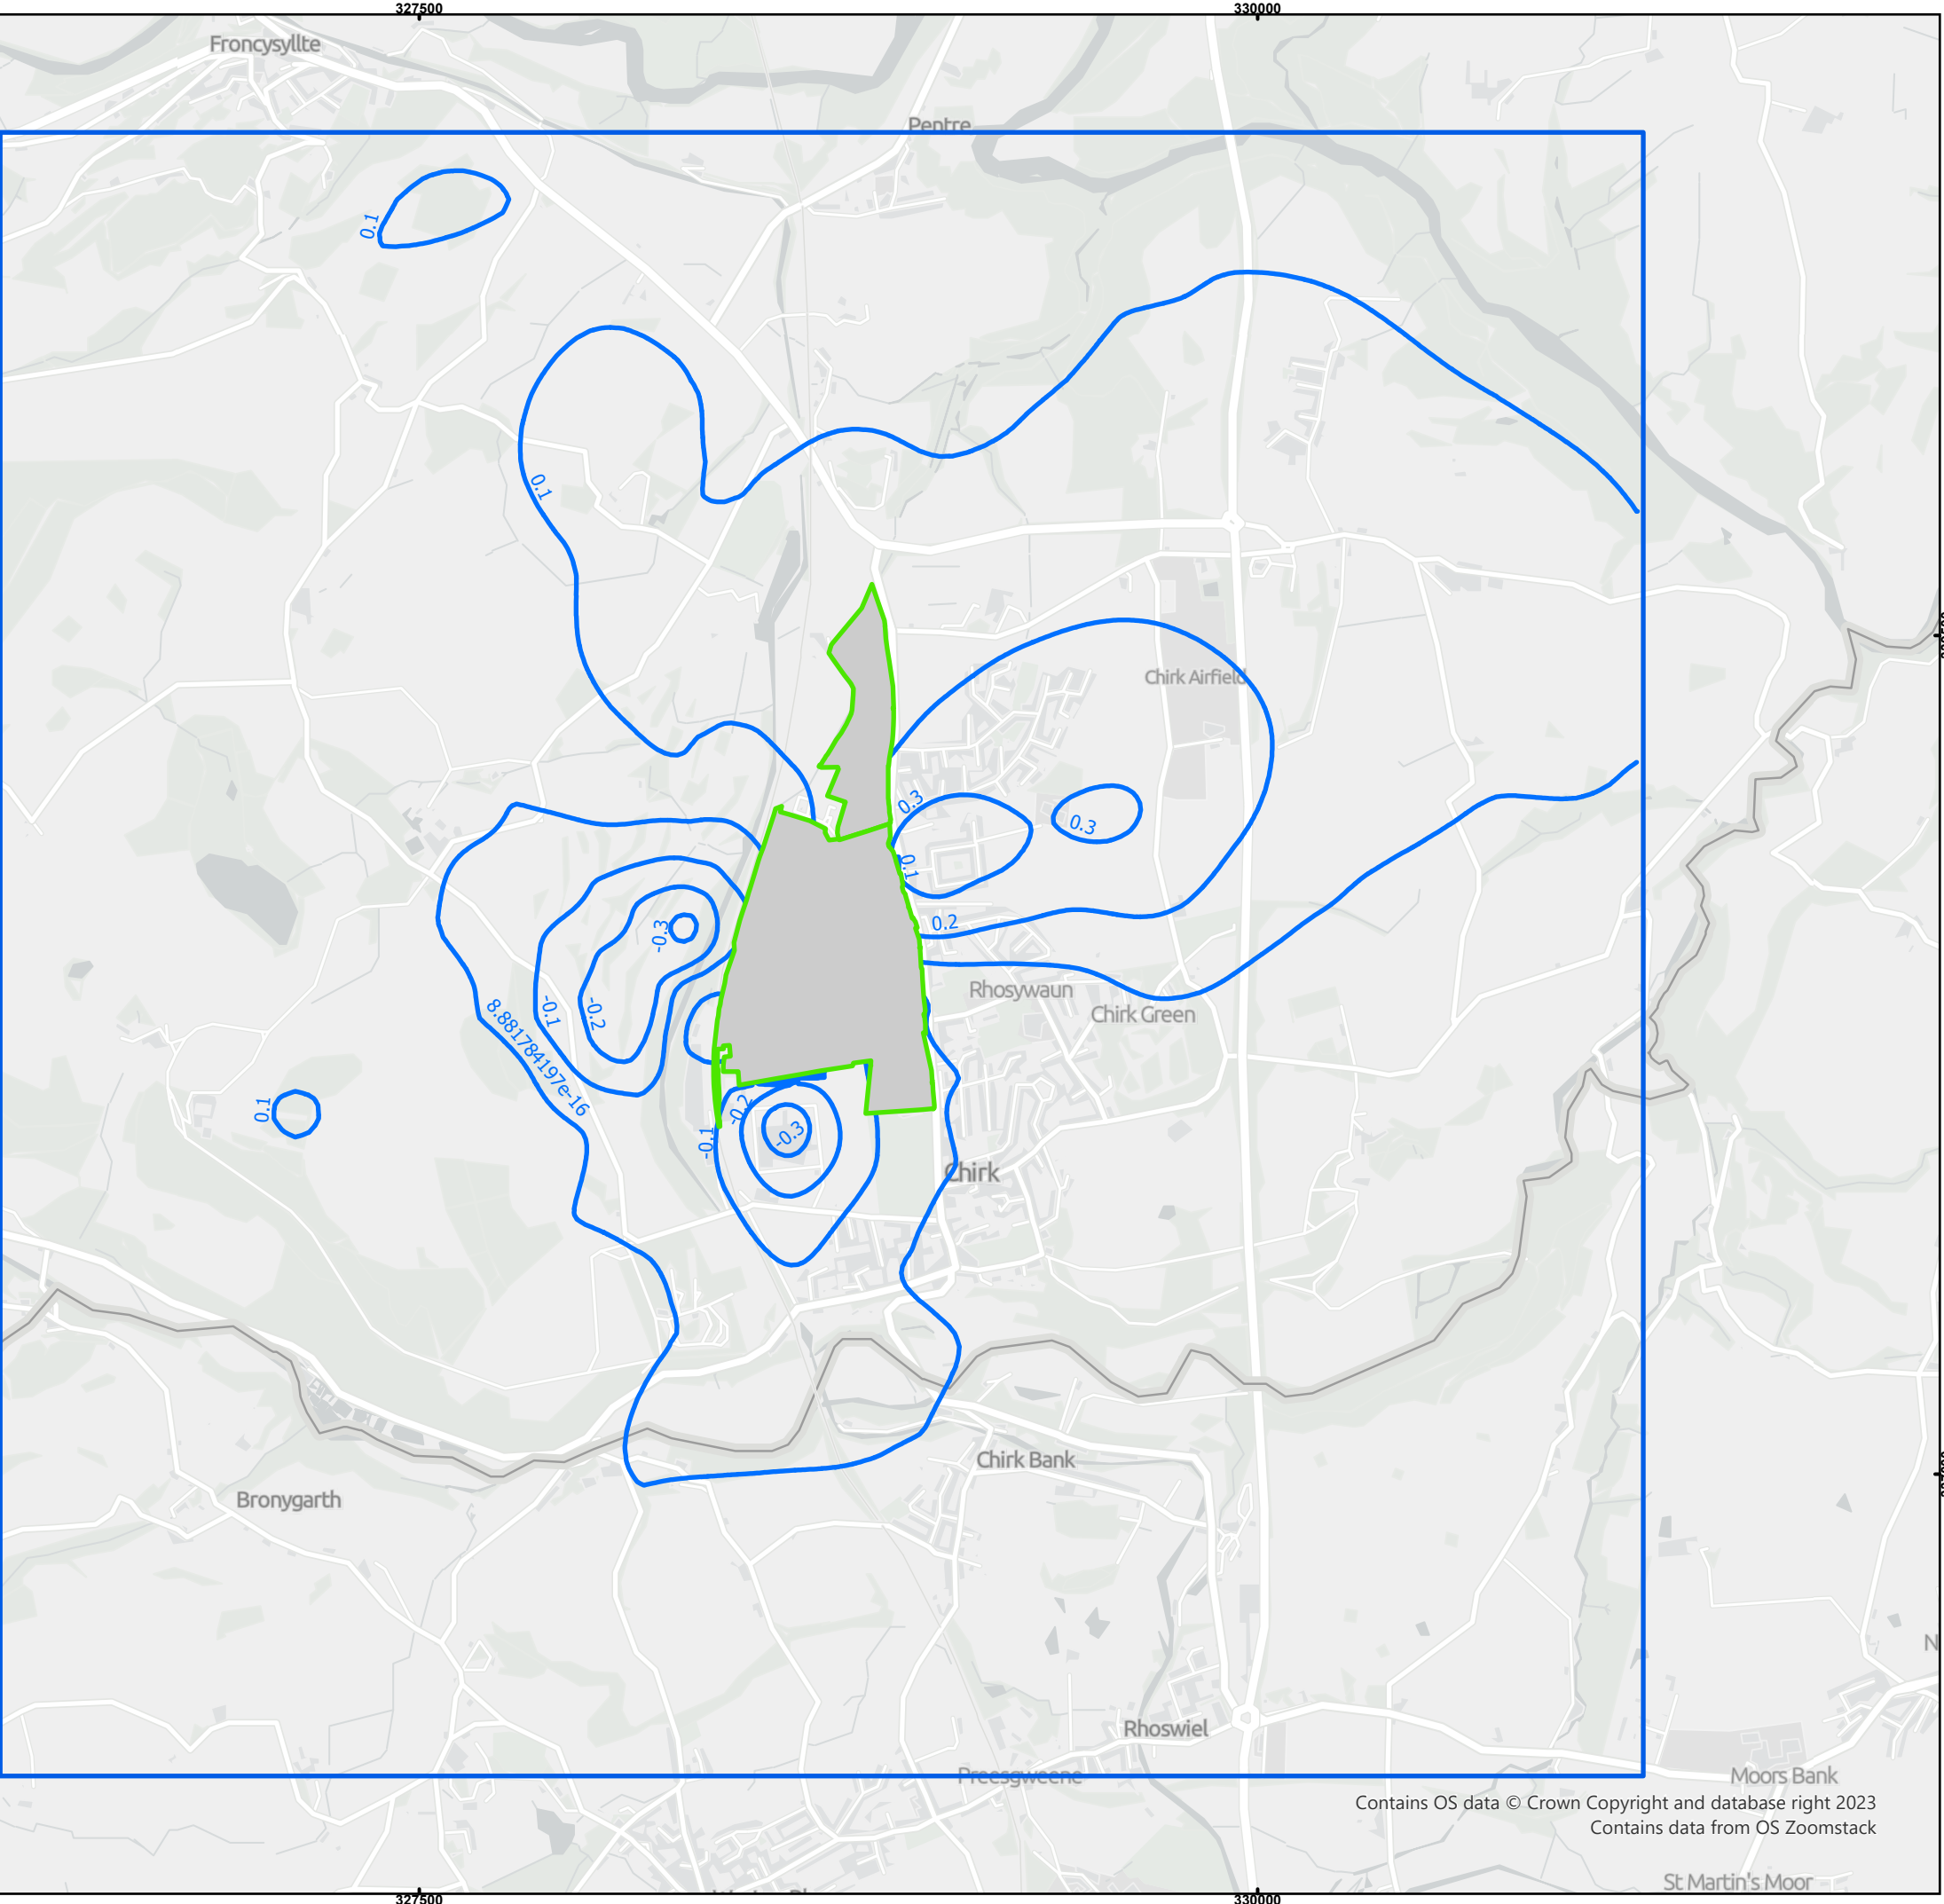 327500
330000
Froncysyllte
Pentre
0.1
0.1
Chirk Airfield
0.3
0.3
0.1
0.2
-0.3
Rhosywaun
Chirk Green
-0.1
-0.2
8.881784197e-16
0.1
-0.2
-0.1
-0.3
Chirk
Chirk Bank
Bronygarth
Rhoswiel
Preesgweene
Moors Bank
Contains OS data © Crown Copyright and database right 2023
Contains data from OS Zoomstack
St Martin's Moor
327500
330000